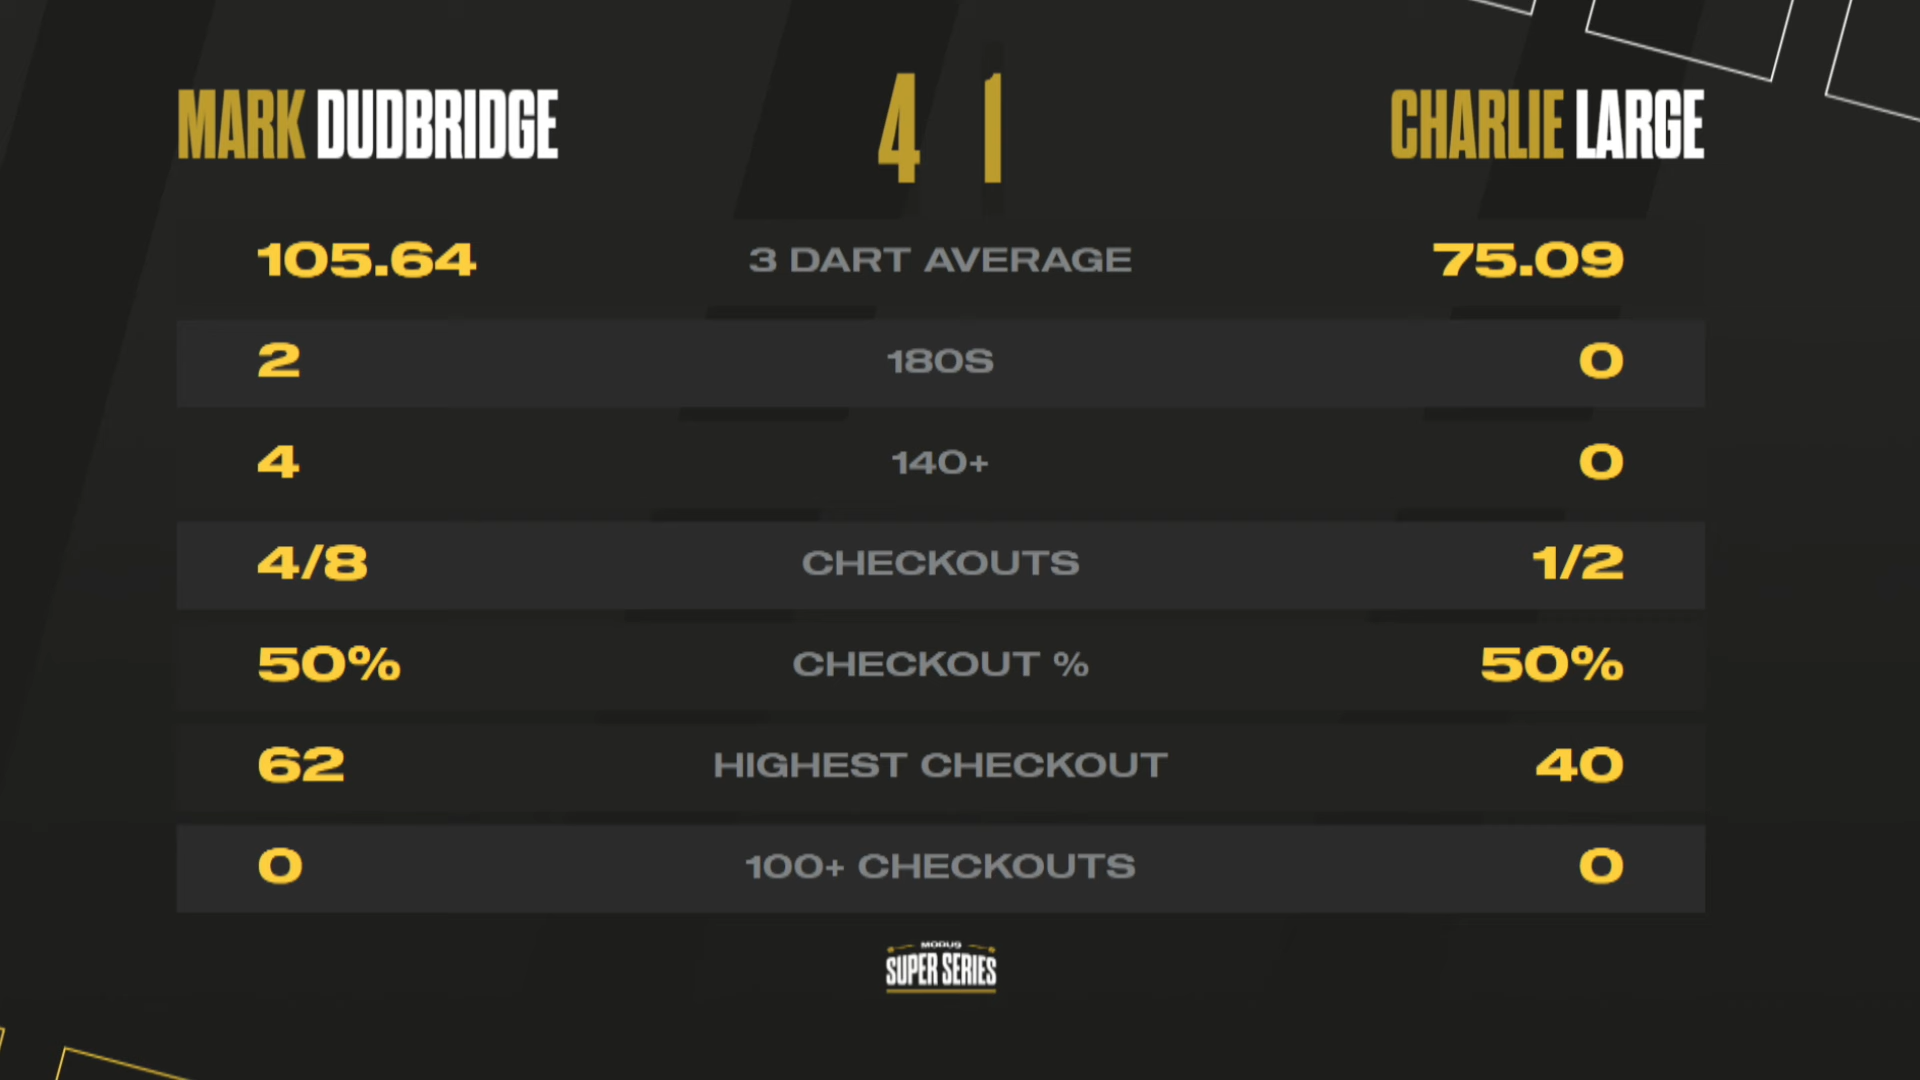 MARK DUDBRIDGE 4 1 CHARLIE LARGE
105.64 3 DART AVERAGE 75.09
2 180S 0
4 140+ 0
4/8 CHECKOUTS 1/2
50% CHECKOUT % 50%
62 HIGHEST CHECKOUT 40
0 100+ CHECKOUTS 0
MODUS
SUPER SERIES